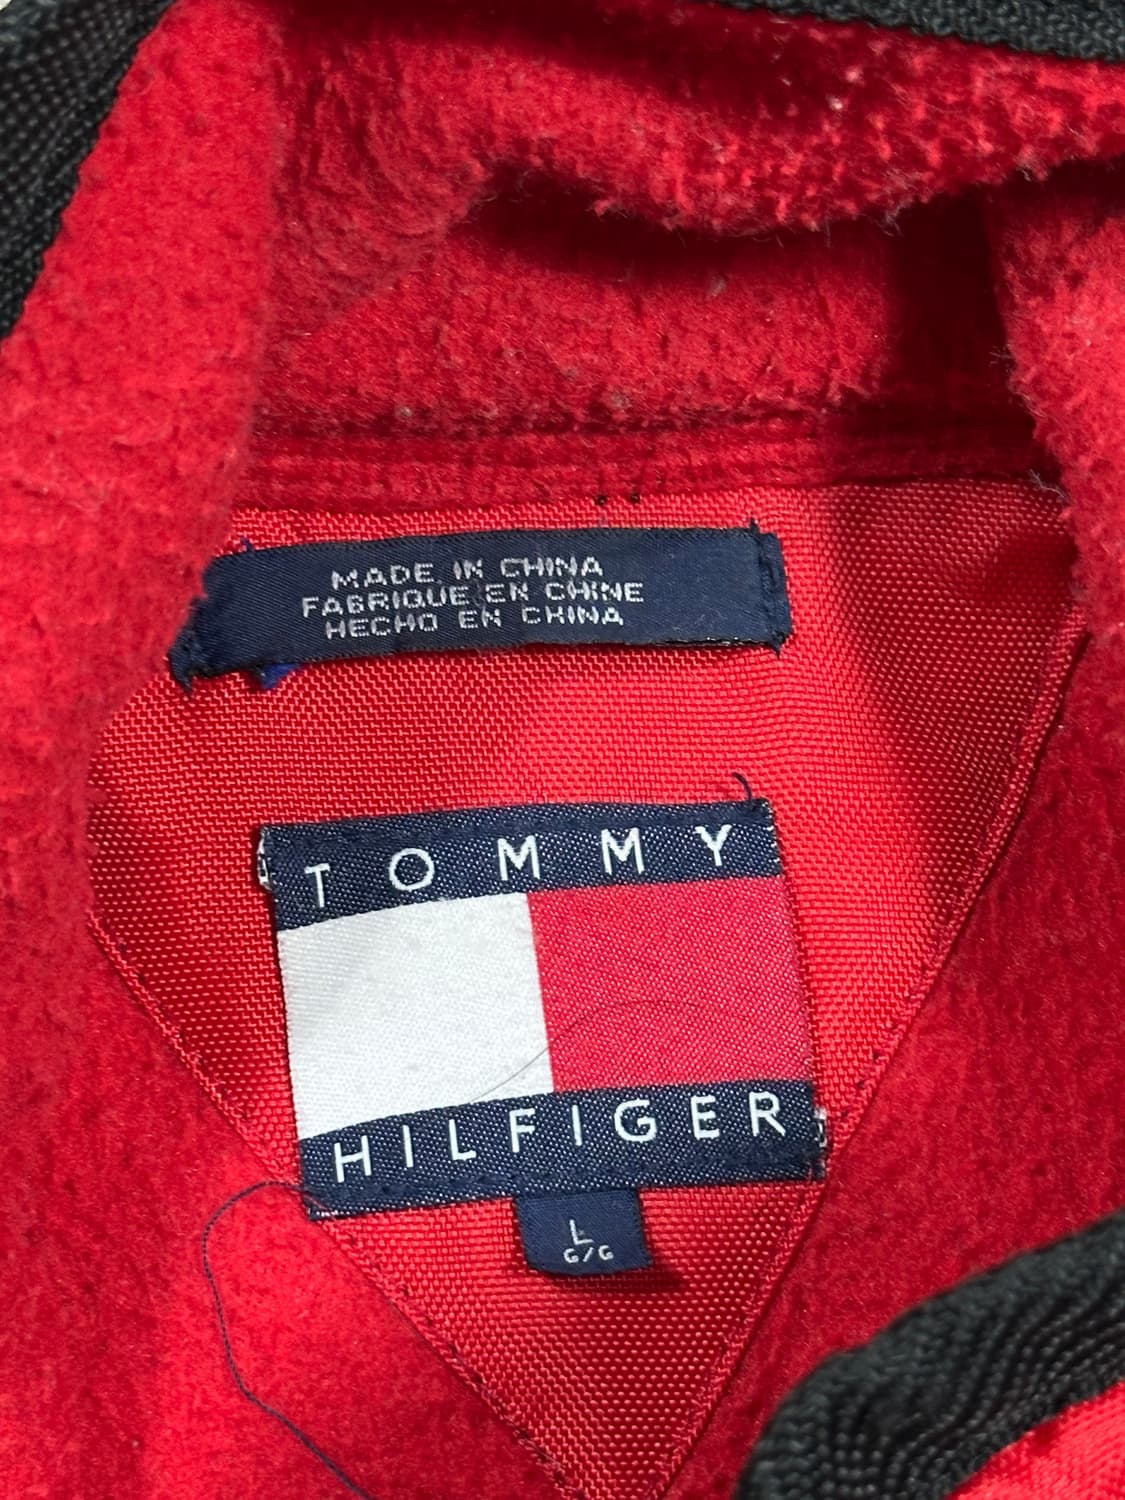 MADE IN CHINA
FABRIQUE EN CHINE
HECHO EN CHINA
TOMMY
HILFIGER
L
G/G